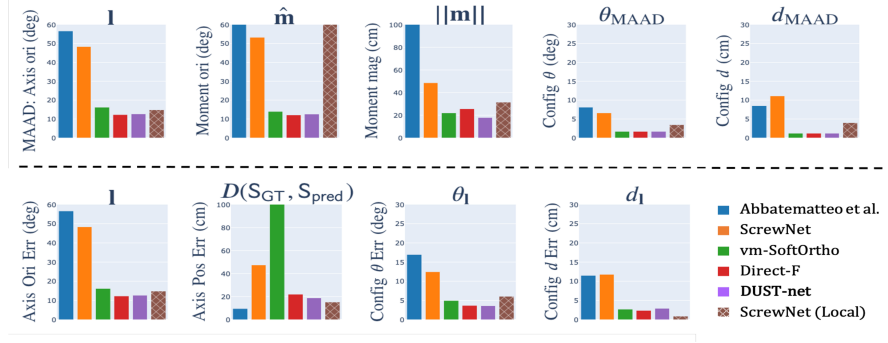 l
m̂
||m||
θMAAD
dMAAD
MAAD: Axis ori (deg)
60
50
40
30
20
10
0
Moment ori (deg)
60
50
40
30
20
10
0
Moment mag (cm)
100
80
60
40
20
0
Config θ (deg)
30
25
20
15
10
5
0
Config d (cm)
30
25
20
15
10
5
0
l
D(SGT, Spred)
θl
dl
Axis Ori Err (deg)
60
50
40
30
20
10
0
Axis Pos Err (cm)
100
80
60
40
20
0
Config θ Err (deg)
30
25
20
15
10
5
0
Config d Err (cm)
30
25
20
15
10
5
0
Abbatematteo et al.
ScrewNet
vm-SoftOrtho
Direct-F
DUST-net
ScrewNet (Local)